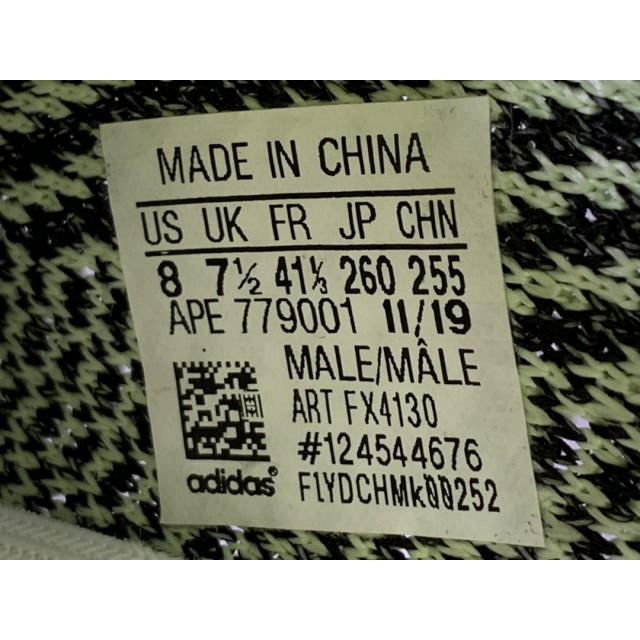 MADE IN CHINA
US UK FR JP CHN
8 7½ 41⅓ 260 255
APE 779001 11/19
MALE/MÂLE
ART FX4130
#124544676
adidas®
F1YDCHMk00252